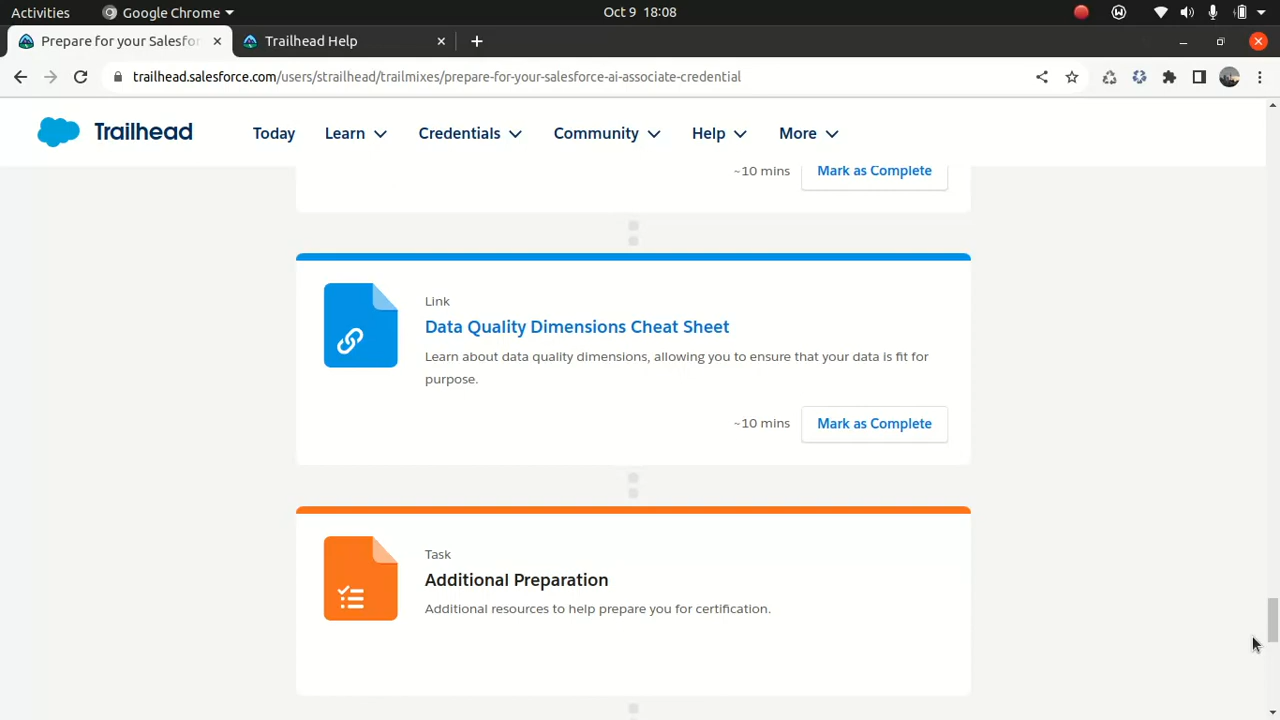 Activities
Google Chrome
Oct 9 18:08
Prepare for your Salesfor
Trailhead Help
trailhead.salesforce.com/users/strailhead/trailmixes/prepare-for-your-salesforce-ai-associate-credential
Trailhead
Today
Learn
Credentials
Community
Help
More
~10 mins
Mark as Complete
Link
Data Quality Dimensions Cheat Sheet
Learn about data quality dimensions, allowing you to ensure that your data is fit for
purpose.
~10 mins
Mark as Complete
Task
Additional Preparation
Additional resources to help prepare you for certification.